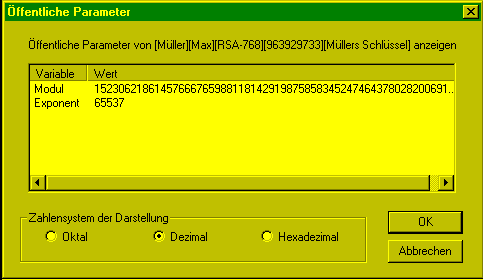 Öffentliche Parameter
Öffentliche Parameter von [Müller][Max][RSA-768][963929733][Müllers Schlüssel] anzeigen
Variable Wert
Modul 15230621861457666765988118142919875858345247464378028200691...
Exponent 65537
Zahlensystem der Darstellung
Oktal Dezimal Hexadezimal
OK
Abbrechen